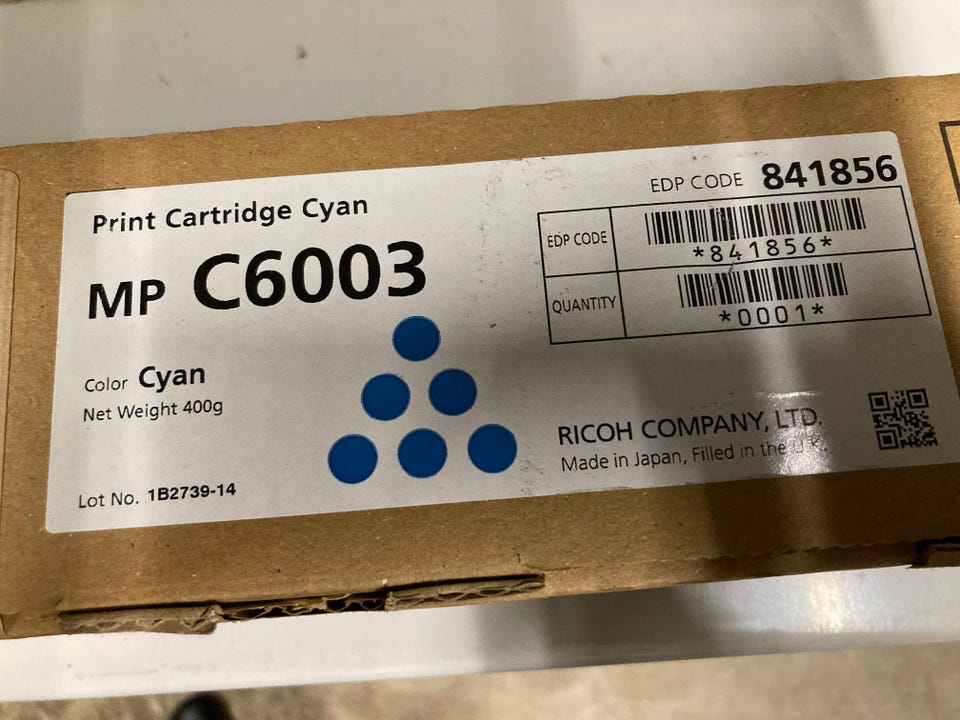 Print Cartridge Cyan
MP C6003
Color Cyan
Net Weight 400g
Lot No. 1B2739-14
EDP CODE 841856
EDP CODE
*841856*
QUANTITY
*0001*
RICOH COMPANY, LTD.
Made in Japan, Filled in the U.K.